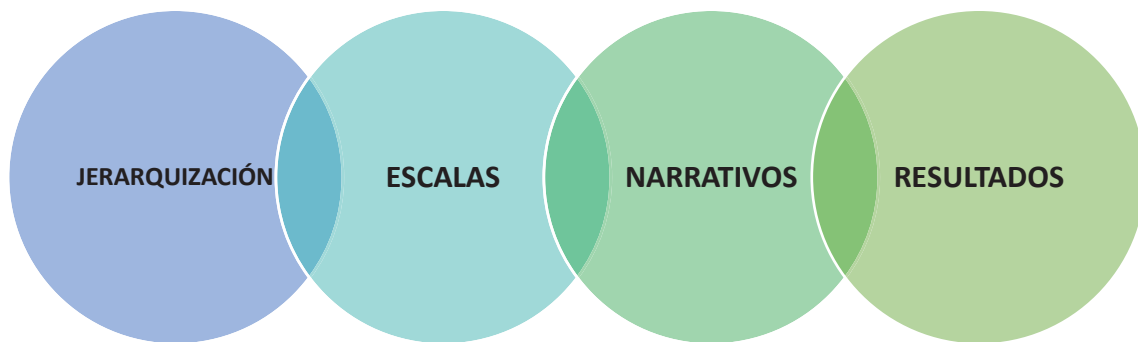 JERARQUIZACIÓN
ESCALAS
NARRATIVOS
RESULTADOS